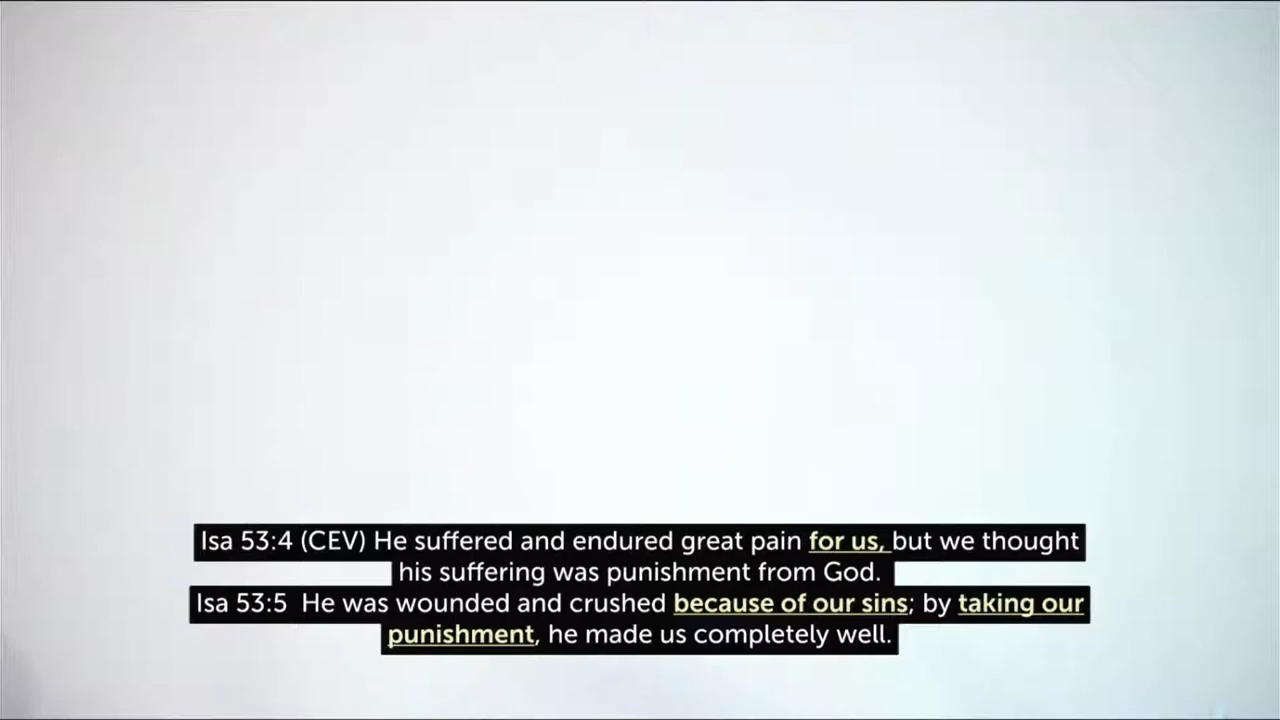 Isa 53:4 (CEV) He suffered and endured great pain for us, but we thought
his suffering was punishment from God.
Isa 53:5  He was wounded and crushed because of our sins; by taking our
punishment, he made us completely well.